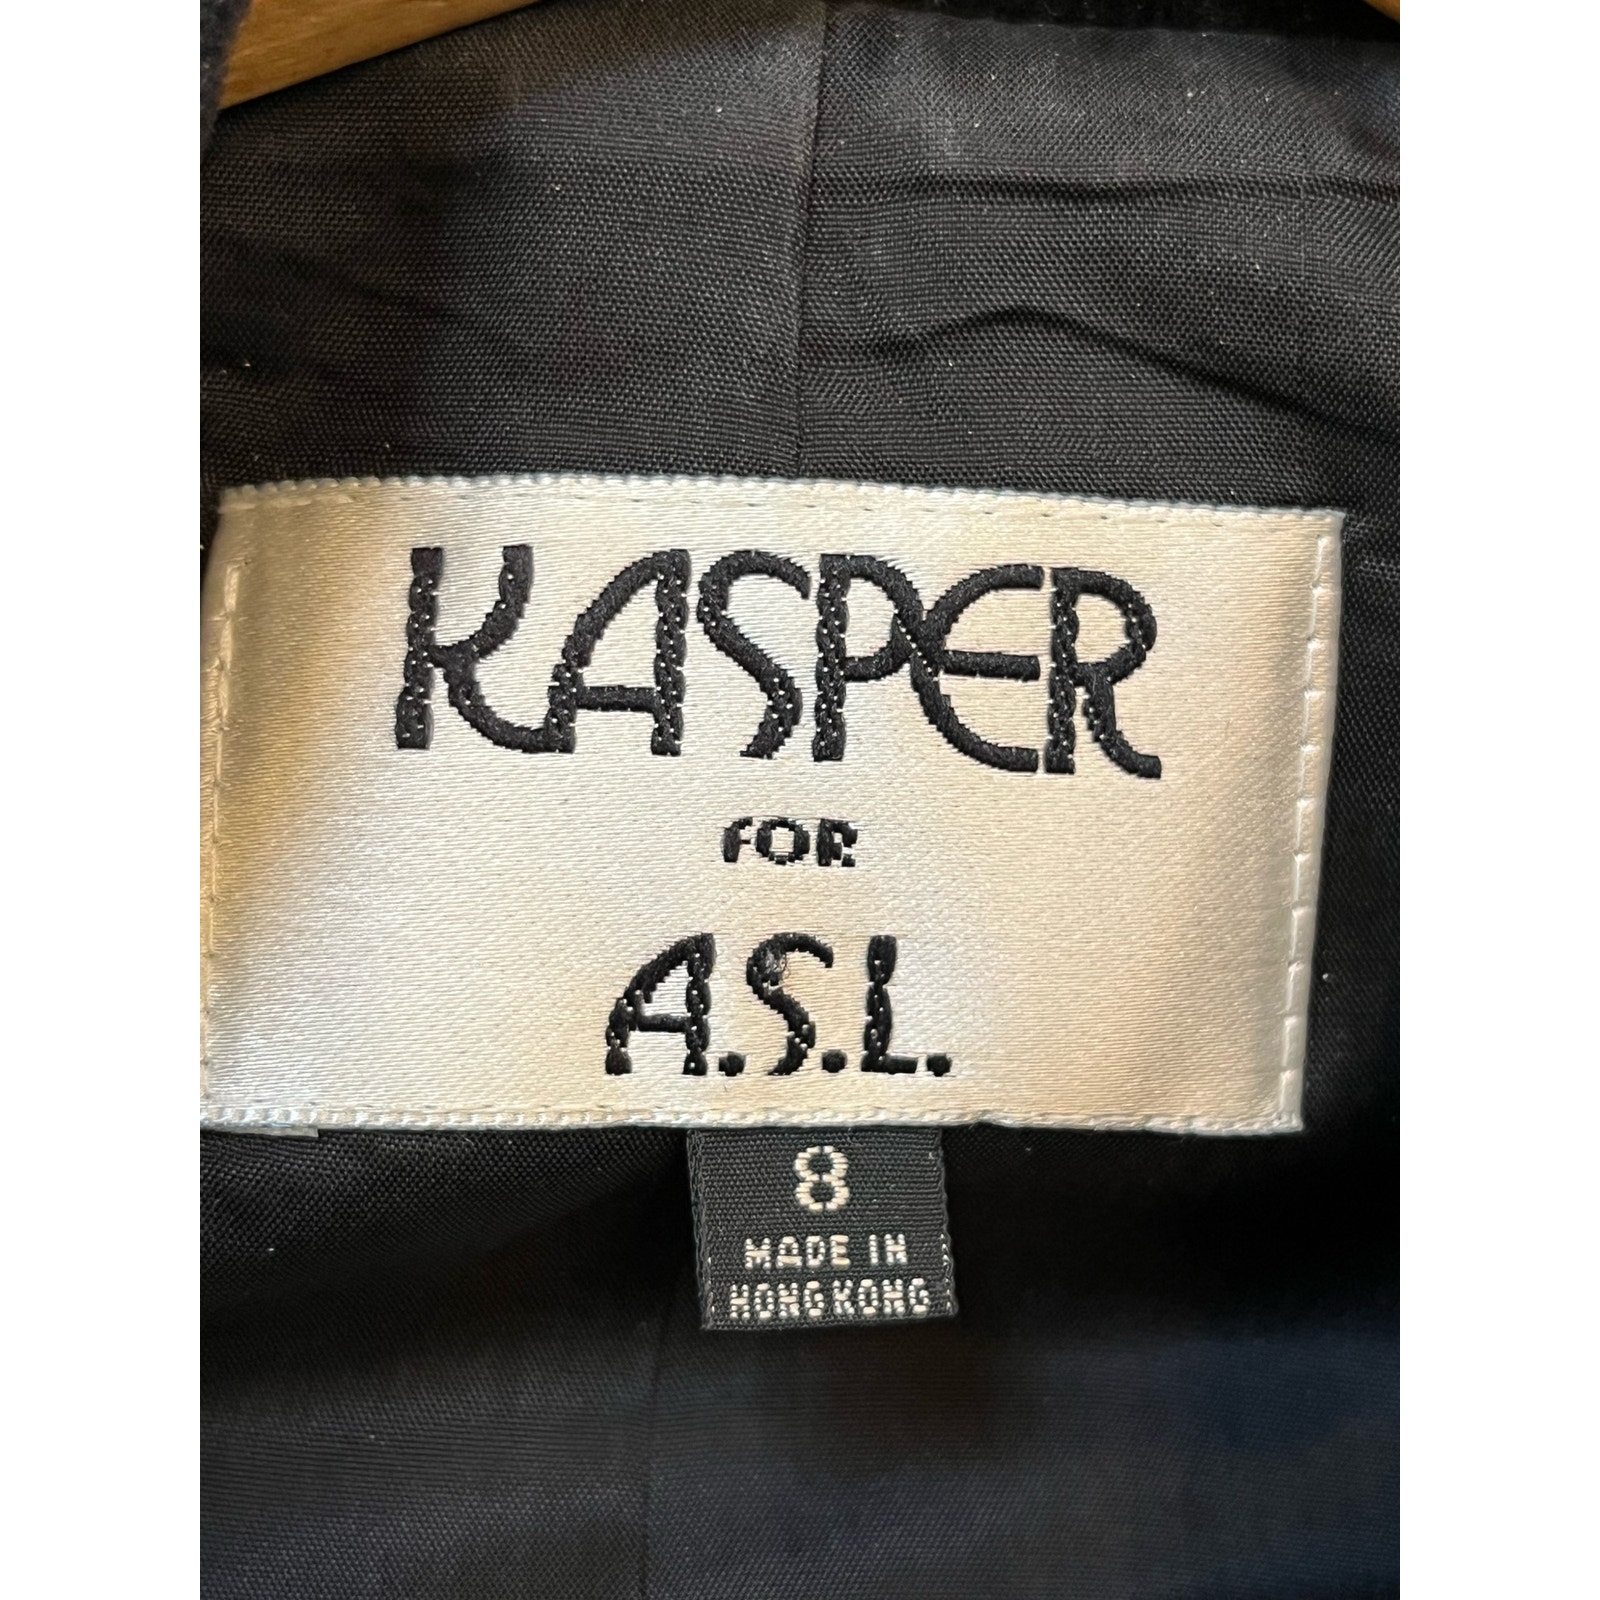 KASPER
FOR
A.S.L.
8
MADE IN
HONG KONG